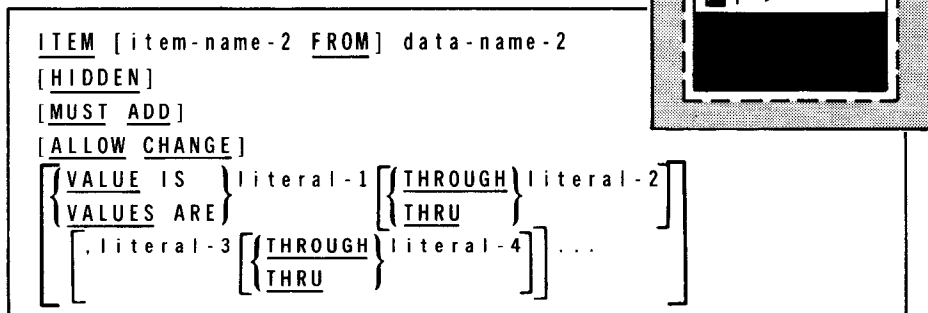 ITEM [item-name-2 FROM] data-name-2
[HIDDEN]
[MUST ADD]
[ALLOW CHANGE]
[{VALUE IS } literal-1 [{THROUGH} literal-2]
{VALUES ARE} {THRU}
[,literal-3 [{THROUGH} literal-4]] ...]
{THRU}